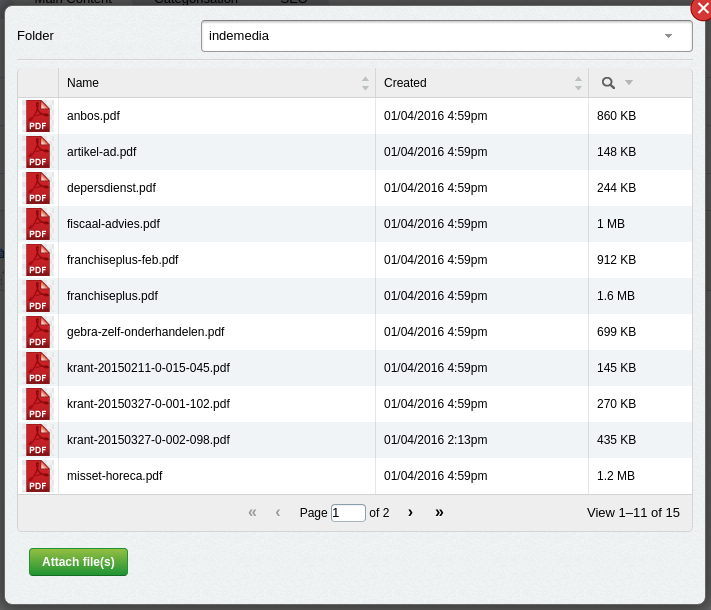 Main Content Categorisation SEO
Folder indemedia
Name Created
PDF anbos.pdf 01/04/2016 4:59pm 860 KB
PDF artikel-ad.pdf 01/04/2016 4:59pm 148 KB
PDF depersdienst.pdf 01/04/2016 4:59pm 244 KB
PDF fiscaal-advies.pdf 01/04/2016 4:59pm 1 MB
PDF franchiseplus-feb.pdf 01/04/2016 4:59pm 912 KB
PDF franchiseplus.pdf 01/04/2016 4:59pm 1.6 MB
PDF gebra-zelf-onderhandelen.pdf 01/04/2016 4:59pm 699 KB
PDF krant-20150211-0-015-045.pdf 01/04/2016 4:59pm 145 KB
PDF krant-20150327-0-001-102.pdf 01/04/2016 4:59pm 270 KB
PDF krant-20150327-0-002-098.pdf 01/04/2016 2:13pm 435 KB
PDF misset-horeca.pdf 01/04/2016 4:59pm 1.2 MB
« ‹ Page 1 of 2 › » View 1–11 of 15
Attach file(s)